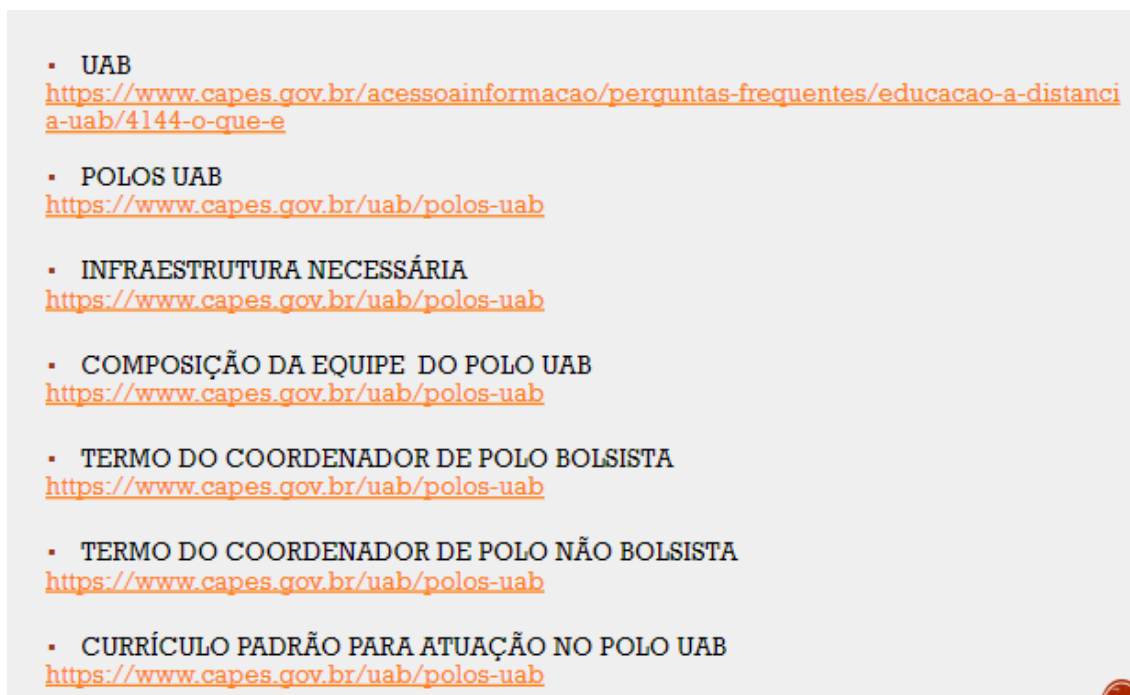 ▪ UAB
https://www.capes.gov.br/acessoainformacao/perguntas-frequentes/educacao-a-distanci
a-uab/4144-o-que-e
▪ POLOS UAB
https://www.capes.gov.br/uab/polos-uab
▪ INFRAESTRUTURA NECESSÁRIA
https://www.capes.gov.br/uab/polos-uab
▪ COMPOSIÇÃO DA EQUIPE DO POLO UAB
https://www.capes.gov.br/uab/polos-uab
▪ TERMO DO COORDENADOR DE POLO BOLSISTA
https://www.capes.gov.br/uab/polos-uab
▪ TERMO DO COORDENADOR DE POLO NÃO BOLSISTA
https://www.capes.gov.br/uab/polos-uab
▪ CURRÍCULO PADRÃO PARA ATUAÇÃO NO POLO UAB
https://www.capes.gov.br/uab/polos-uab